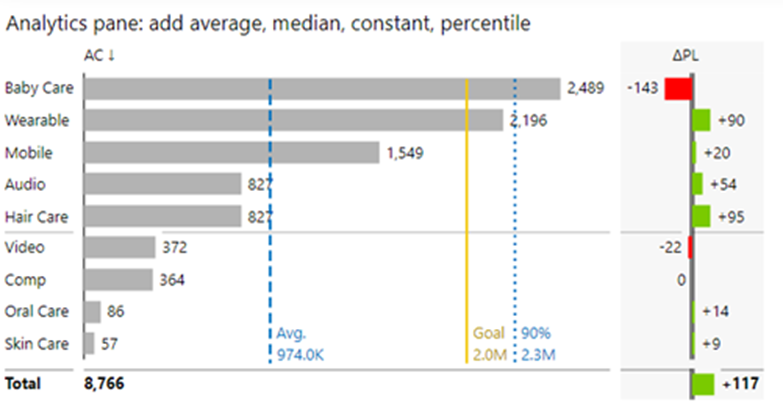 Analytics pane: add average, median, constant, percentile
AC ↓ ΔPL
Baby Care 2,489 -143
Wearable 2,196 +90
Mobile 1,549 +20
Audio 827 +54
Hair Care 827 +95
Video 372 -22
Comp 364 0
Oral Care 86 +14
Skin Care 57 +9
Avg. Goal 90%
974.0K 2.0M 2.3M
Total 8,766 +117